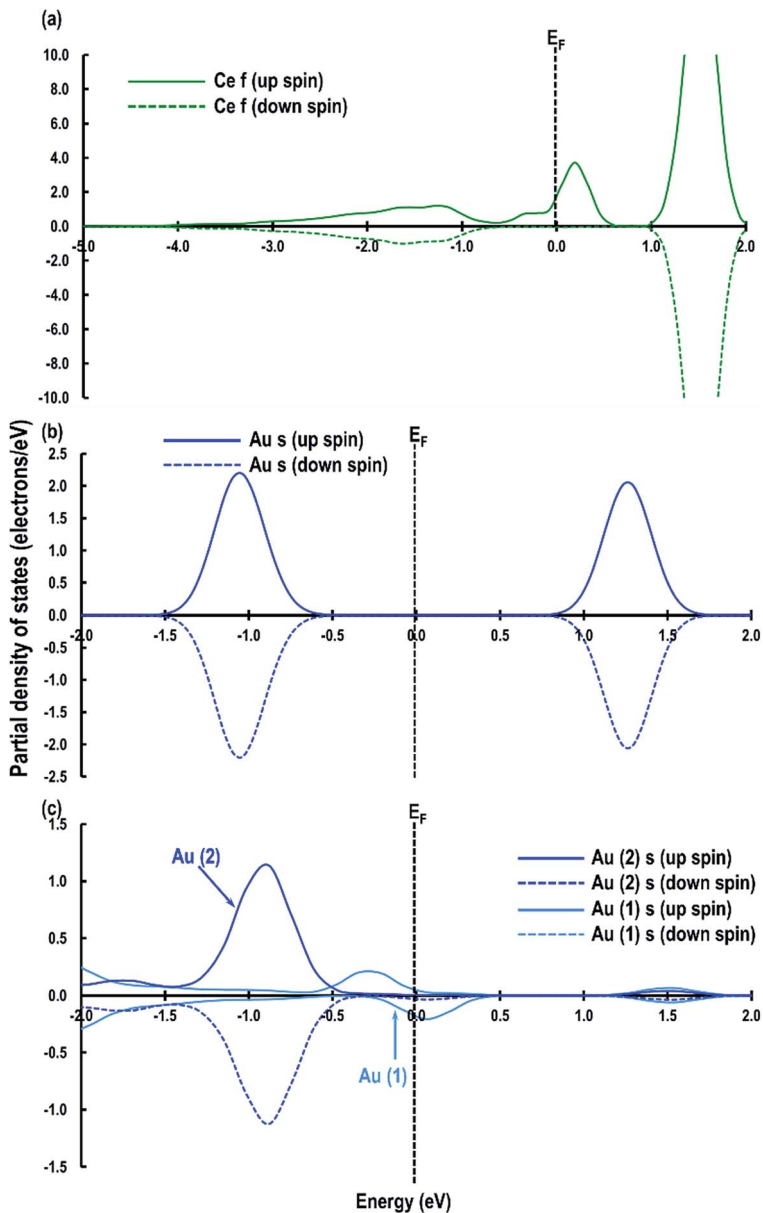 (a)
E_F
10.0
Ce f (up spin)
8.0
Ce f (down spin)
6.0
4.0
2.0
0.0
-5.0 -4.0 -3.0 -2.0 -1.0 0.0 1.0 2.0
-2.0
-4.0
-6.0
-8.0
-10.0
Partial density of states (electrons/eV)
(b)
E_F
Au s (up spin)
2.5
Au s (down spin)
2.0
1.5
1.0
0.5
0.0
-2.0 -1.5 -1.0 -0.5 0.0 0.5 1.0 1.5 2.0
-0.5
-1.0
-1.5
-2.0
-2.5
(c)
E_F
1.5
Au (2)
Au (2) s (up spin)
Au (2) s (down spin)
Au (1) s (up spin)
Au (1) s (down spin)
1.0
0.5
0.0
-2.0 -1.5 -1.0 -0.5 0.0 0.5 1.0 1.5 2.0
-0.5
Au (1)
-1.0
-1.5
Energy (eV)